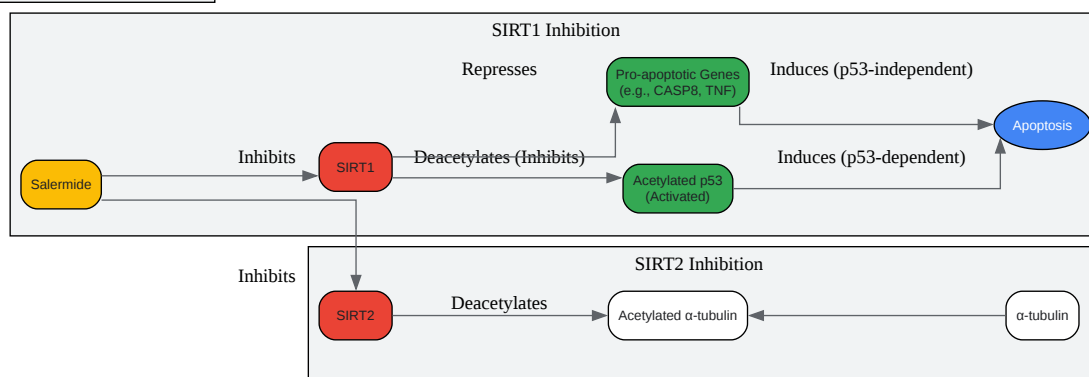 SIRT1 Inhibition
Represses
Pro-apoptotic Genes
(e.g., CASP8, TNF)
Induces (p53-independent)
Apoptosis
Inhibits
SIRT1
Deacetylates (Inhibits)
Induces (p53-dependent)
Salermide
Acetylated p53
(Activated)
SIRT2 Inhibition
Inhibits
SIRT2
Deacetylates
Acetylated α-tubulin
α-tubulin